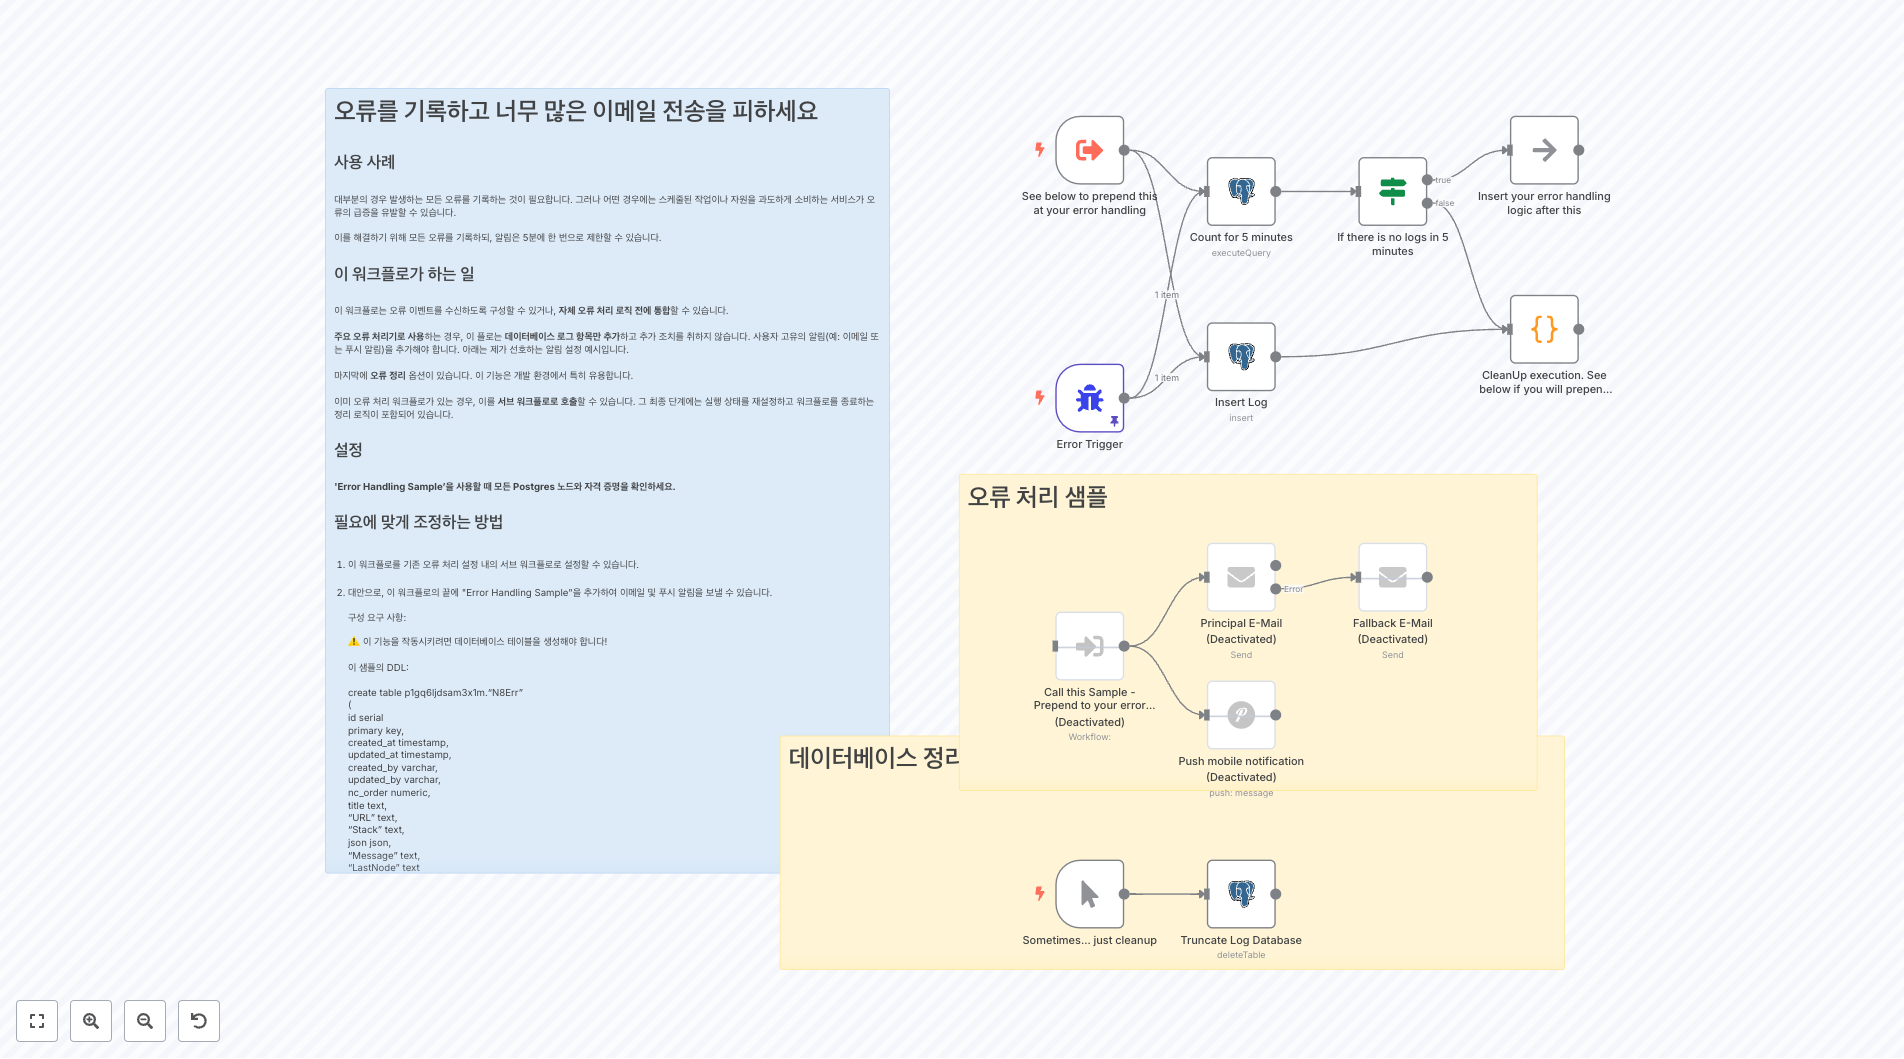 오류를 기록하고 너무 많은 이메일 전송을 피하세요
사용 사례
대부분의 경우 발생하는 모든 오류를 기록하는 것이 필요합니다. 그러나 어떤 경우에는 스케줄된 작업이나 자원을 과도하게 소비하는 서비스가 오
류의 급증을 유발할 수 있습니다.
이를 해결하기 위해 모든 오류를 기록하되, 알림은 5분에 한 번으로 제한할 수 있습니다.
이 워크플로가 하는 일
이 워크플로는 오류 이벤트를 수신하도록 구성할 수 있거나, 자체 오류 처리 로직 전에 통합할 수 있습니다.
주요 오류 처리기로 사용하는 경우, 이 플로는 데이터베이스 로그 항목만 추가하고 추가 조치를 취하지 않습니다. 사용자 고유의 알림(예: 이메일 또
는 푸시 알림)을 추가해야 합니다. 아래는 제가 선호하는 알림 설정 예시입니다.
마지막에 오류 정리 옵션이 있습니다. 이 기능은 개발 환경에서 특히 유용합니다.
이미 오류 처리 워크플로가 있는 경우, 이를 서브 워크플로로 호출할 수 있습니다. 그 최종 단계에는 실행 상태를 재설정하고 워크플로를 종료하는
정리 로직이 포함되어 있습니다.
설정
'Error Handling Sample'을 사용할 때 모든 Postgres 노드와 자격 증명을 확인하세요.
필요에 맞게 조정하는 방법
1. 이 워크플로를 기존 오류 처리 설정 내의 서브 워크플로로 설정할 수 있습니다.
2. 대안으로, 이 워크플로의 끝에 "Error Handling Sample"을 추가하여 이메일 및 푸시 알림을 보낼 수 있습니다.
구성 요구 사항:
⚠️ 이 기능을 작동시키려면 데이터베이스 테이블을 생성해야 합니다!
이 샘플의 DDL:
create table p1gq6ljdsam3x1m."N8Err"
(
id serial
primary key,
created_at timestamp,
updated_at timestamp,
created_by varchar,
updated_by varchar,
nc_order numeric,
title text,
"URL" text,
"Stack" text,
json json,
"Message" text,
"LastNode" text
See below to prepend this
at your error handling
Count for 5 minutes
executeQuery
true
false
If there is no logs in 5
minutes
Insert your error handling
logic after this
1 item
1 item
Error Trigger
Insert Log
insert
CleanUp execution. See
below if you will prepen...
오류 처리 샘플
Error
Principal E-Mail
(Deactivated)
Send
Fallback E-Mail
(Deactivated)
Send
Call this Sample -
Prepend to your error...
(Deactivated)
Workflow:
Push mobile notification
(Deactivated)
push: message
데이터베이스 정리
Sometimes... just cleanup
Truncate Log Database
deleteTable